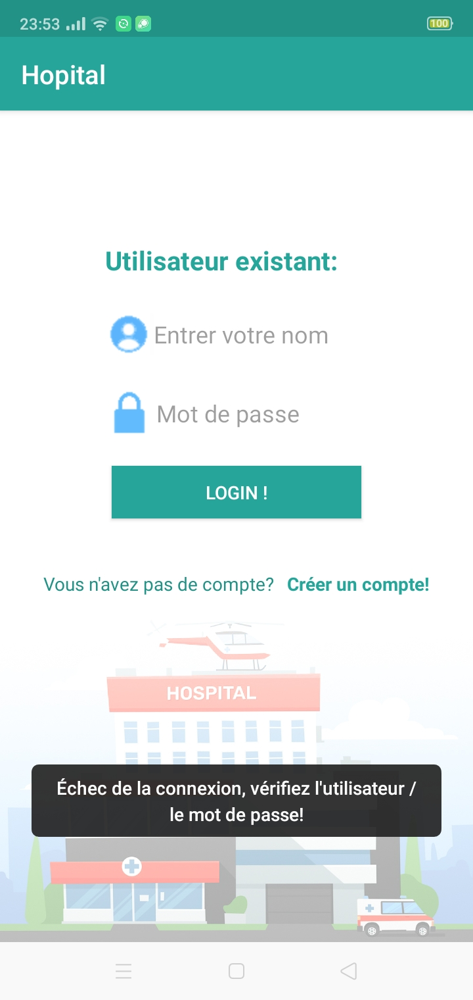 23:53
100
Hopital
Utilisateur existant:
Entrer votre nom
Mot de passe
LOGIN !
Vous n'avez pas de compte? Créer un compte!
HOSPITAL
Échec de la connexion, vérifiez l'utilisateur /
le mot de passe!